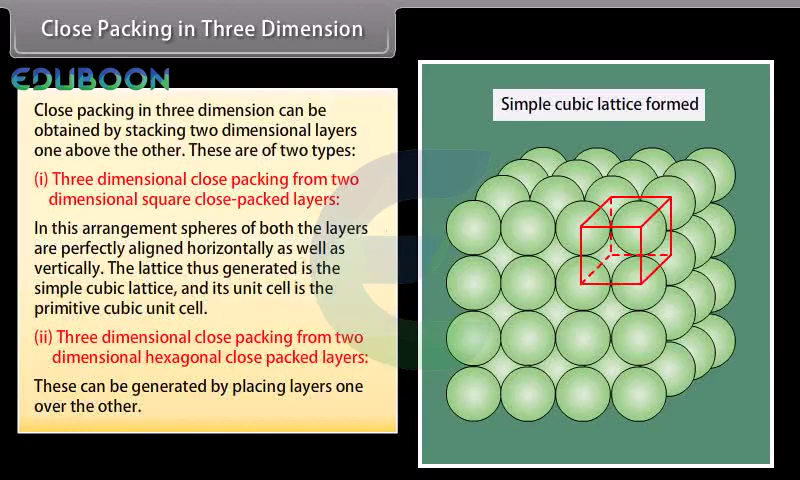 Close Packing in Three Dimension
EDUBOON
Close packing in three dimension can be
obtained by stacking two dimensional layers
one above the other. These are of two types:
(i) Three dimensional close packing from two
dimensional square close-packed layers:
In this arrangement spheres of both the layers
are perfectly aligned horizontally as well as
vertically. The lattice thus generated is the
simple cubic lattice, and its unit cell is the
primitive cubic unit cell.
(ii) Three dimensional close packing from two
dimensional hexagonal close packed layers:
These can be generated by placing layers one
over the other.
Simple cubic lattice formed